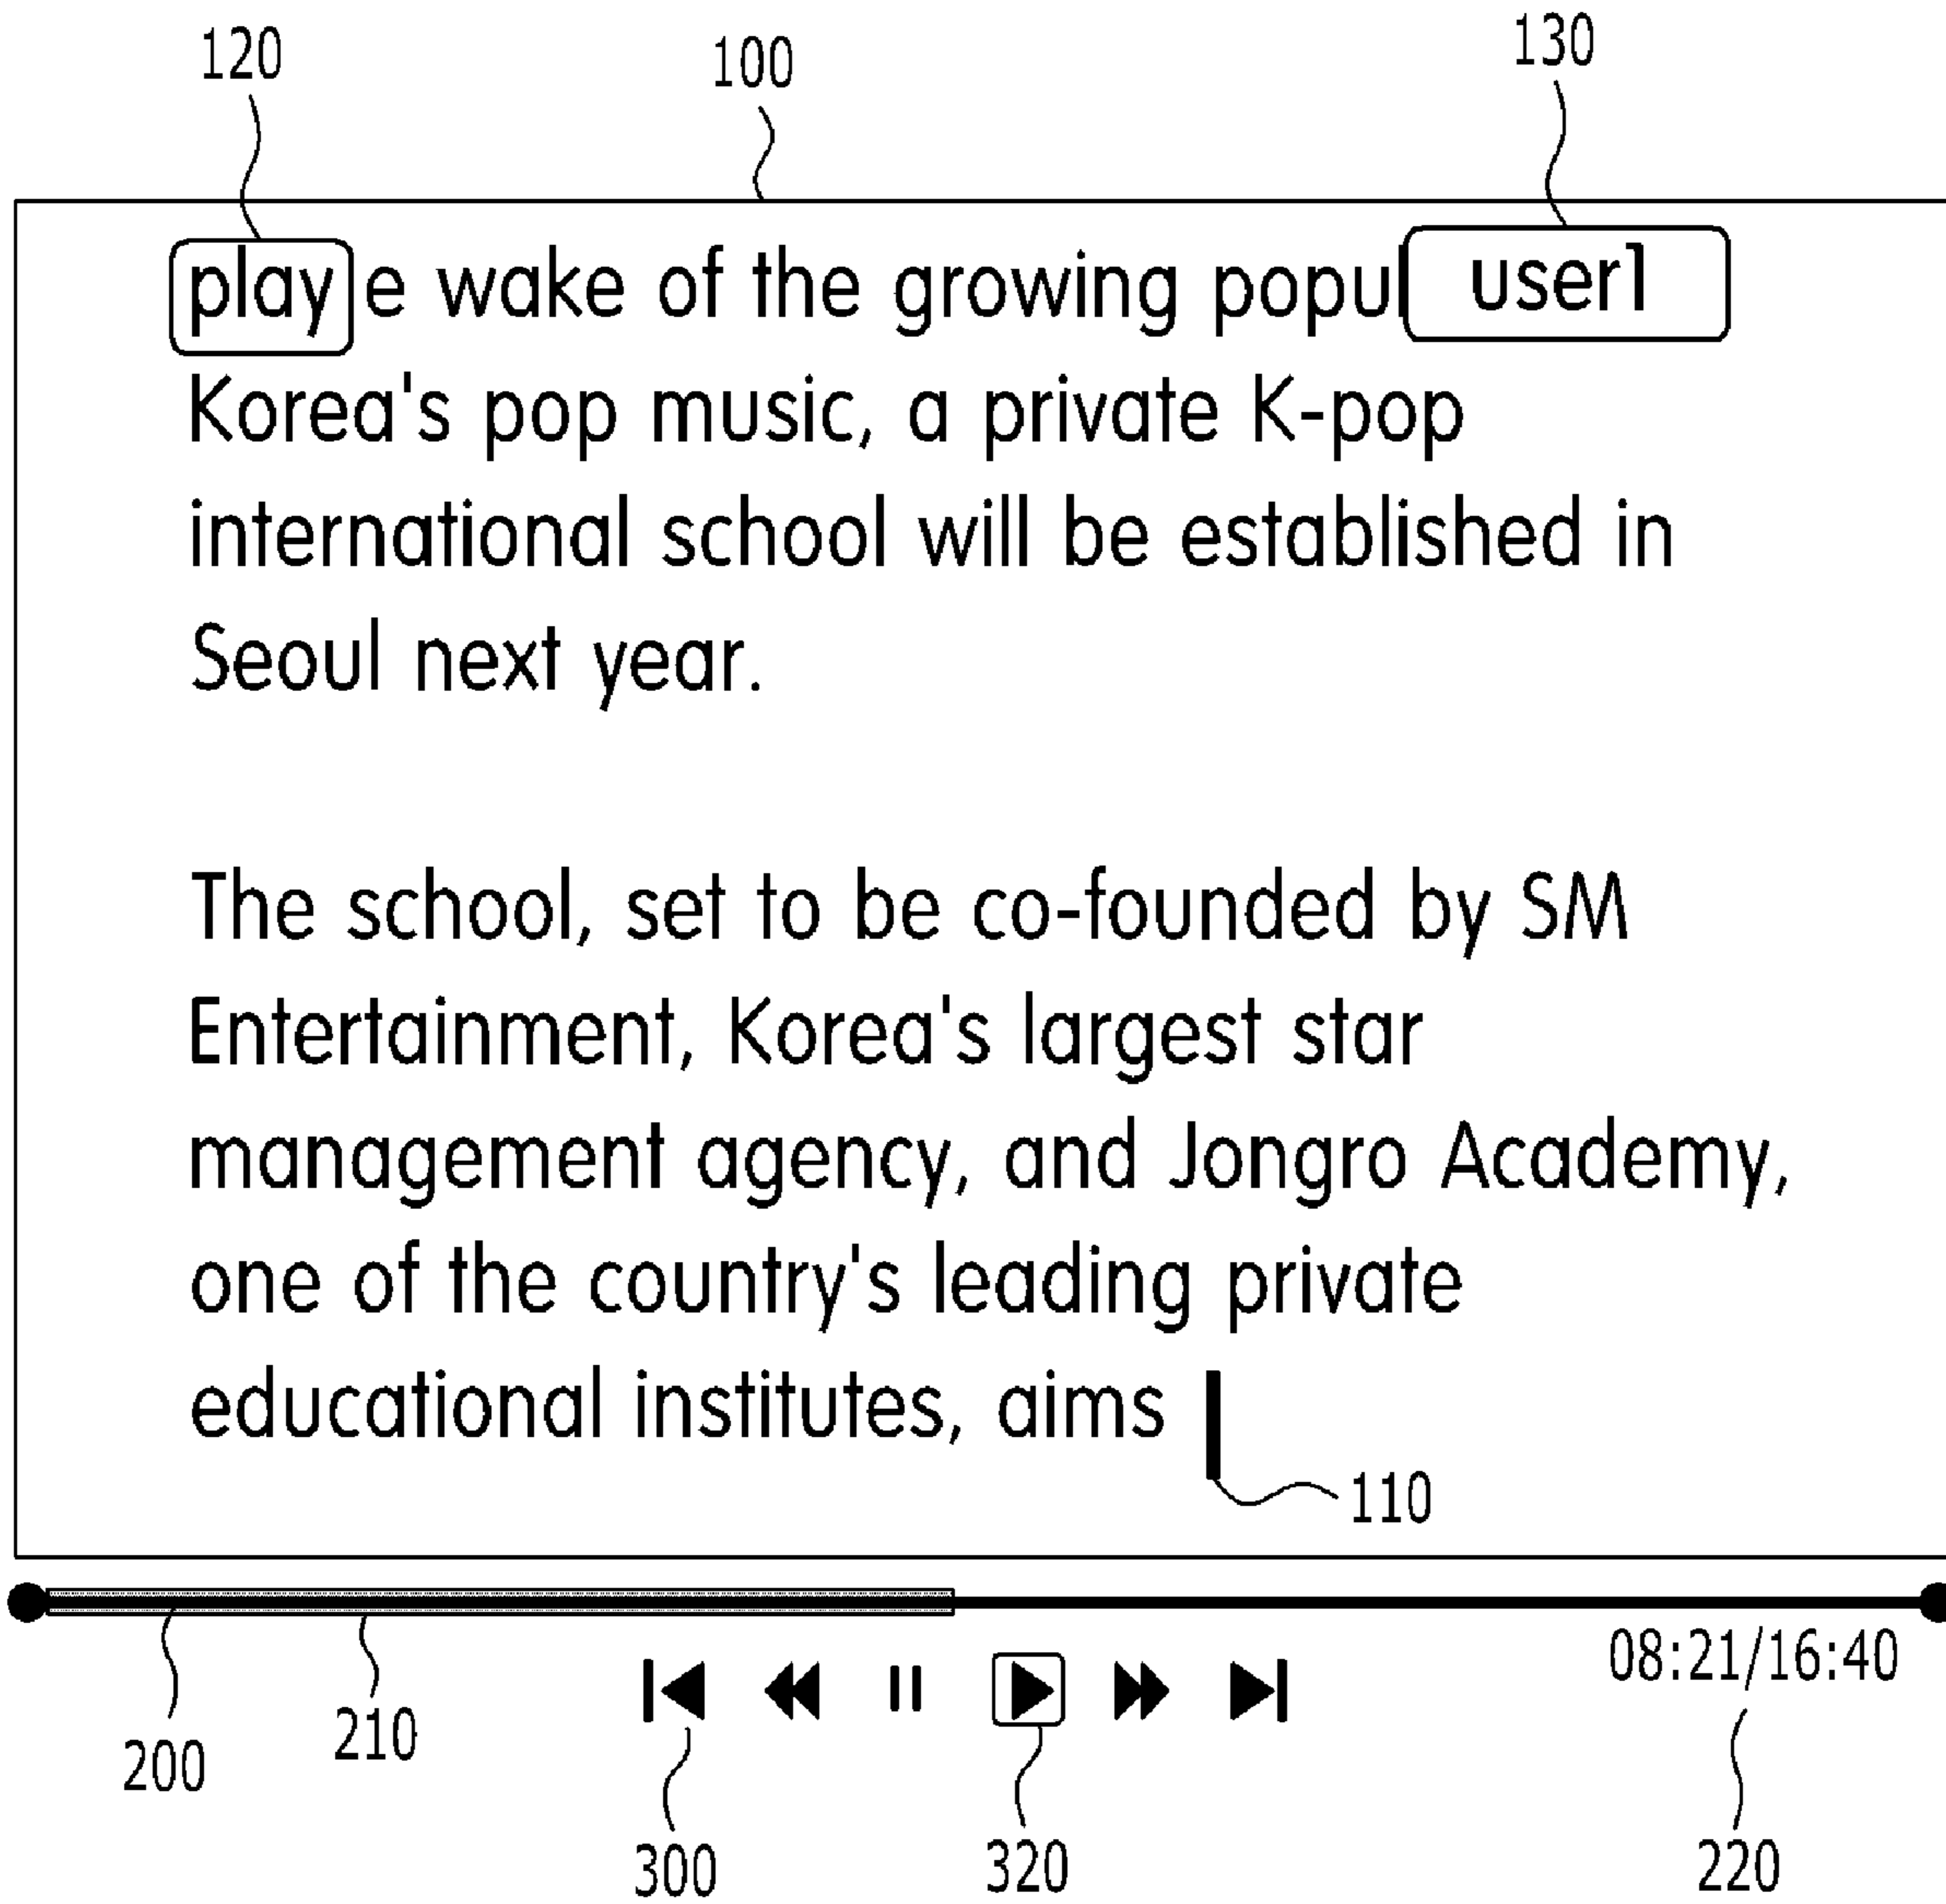 120
100
130
play e wake of the growing popul user1
Korea's pop music, a private K-pop
international school will be established in
Seoul next year.
The school, set to be co-founded by SM
Entertainment, Korea's largest star
management agency, and Jongro Academy,
one of the country's leading private
educational institutes, aims
110
08:21/16:40
200
210
300
320
220